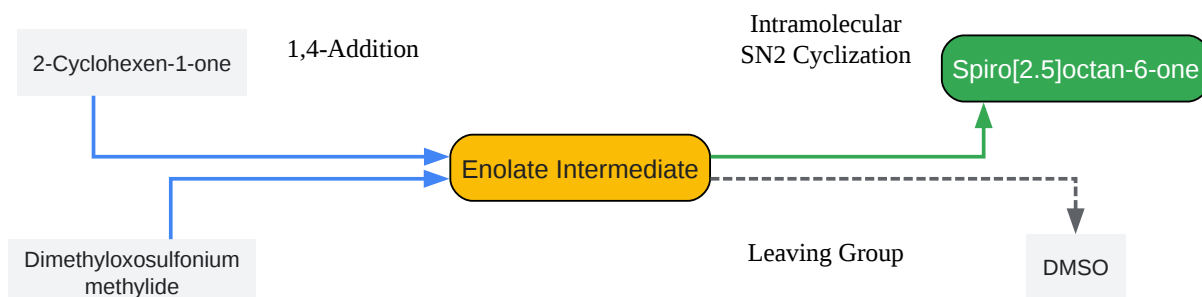 2-Cyclohexen-1-one
1,4-Addition
Intramolecular
SN2 Cyclization
Spiro[2.5]octan-6-one
Enolate Intermediate
Dimethyloxosulfonium
methylide
Leaving Group
DMSO